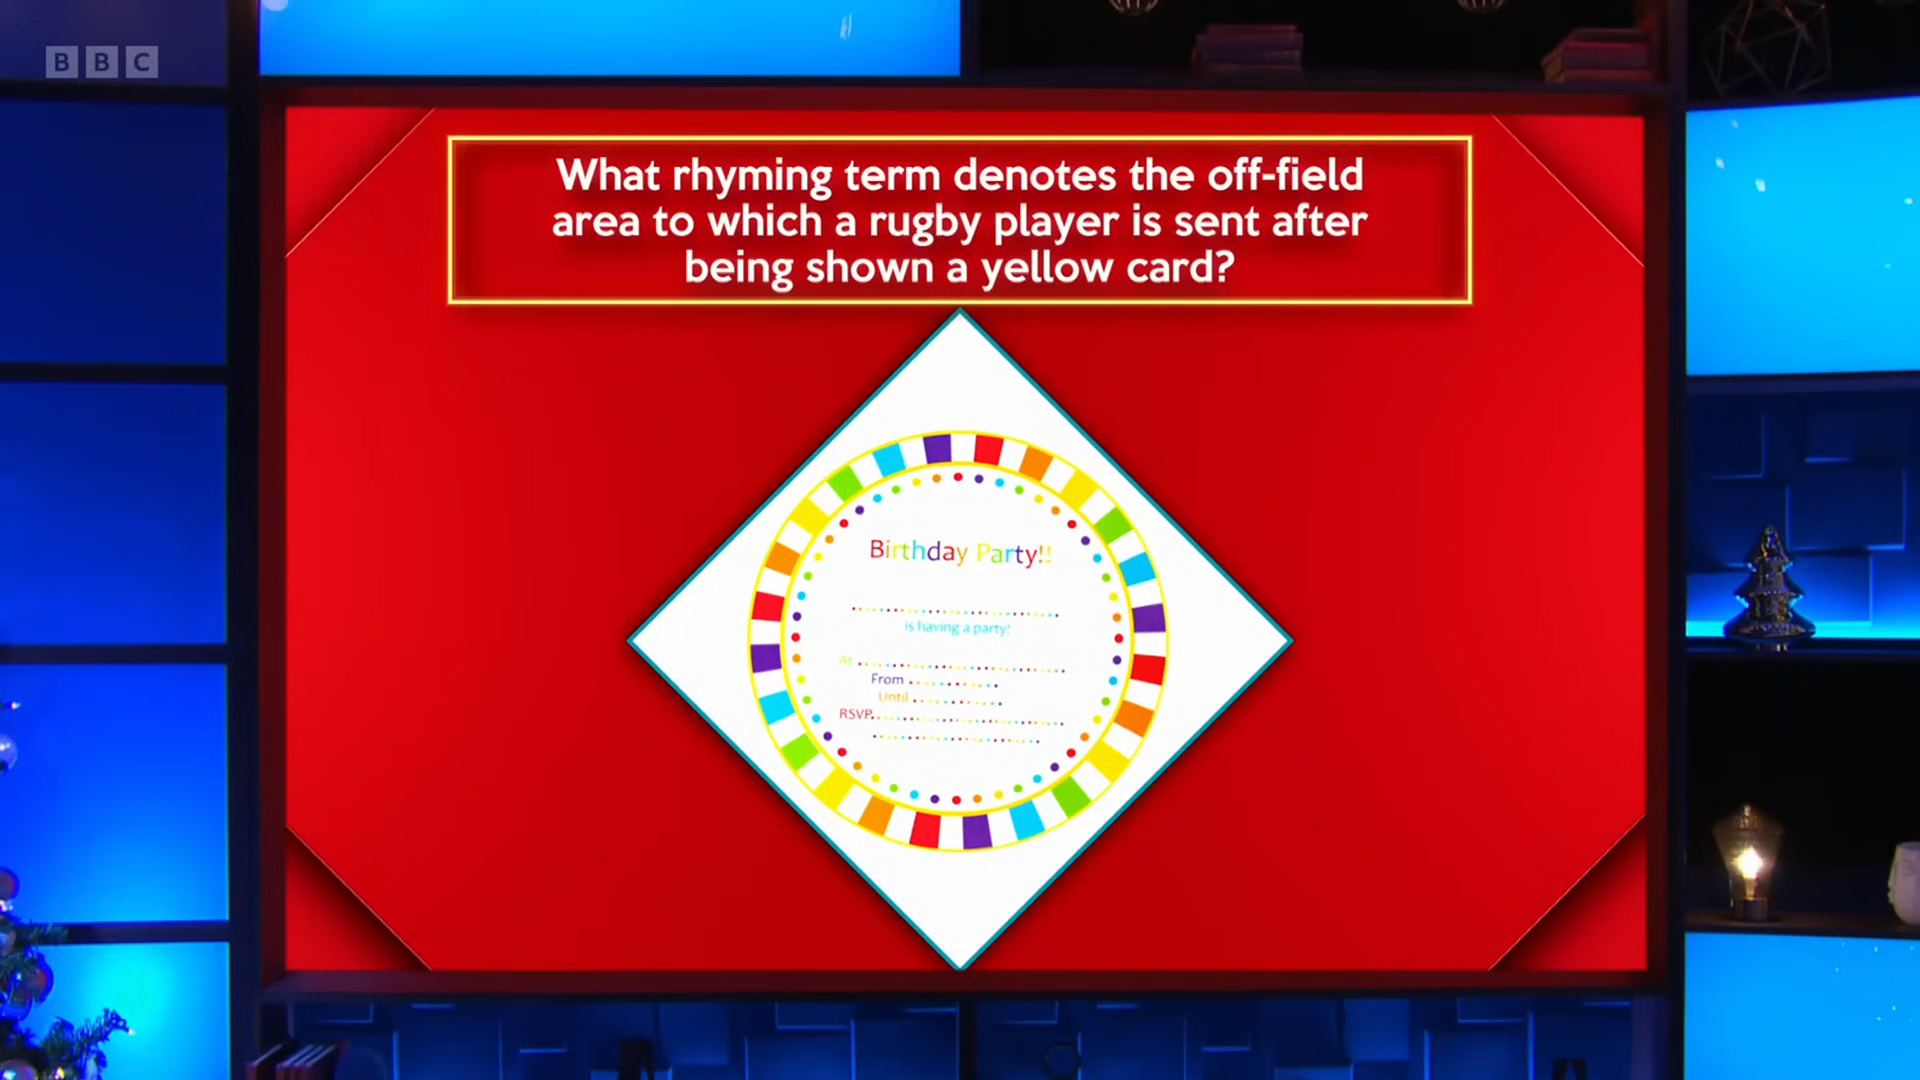 BBC
What rhyming term denotes the off-field
area to which a rugby player is sent after
being shown a yellow card?
Birthday Party!!
is having a party!
At
From
Until
RSVP